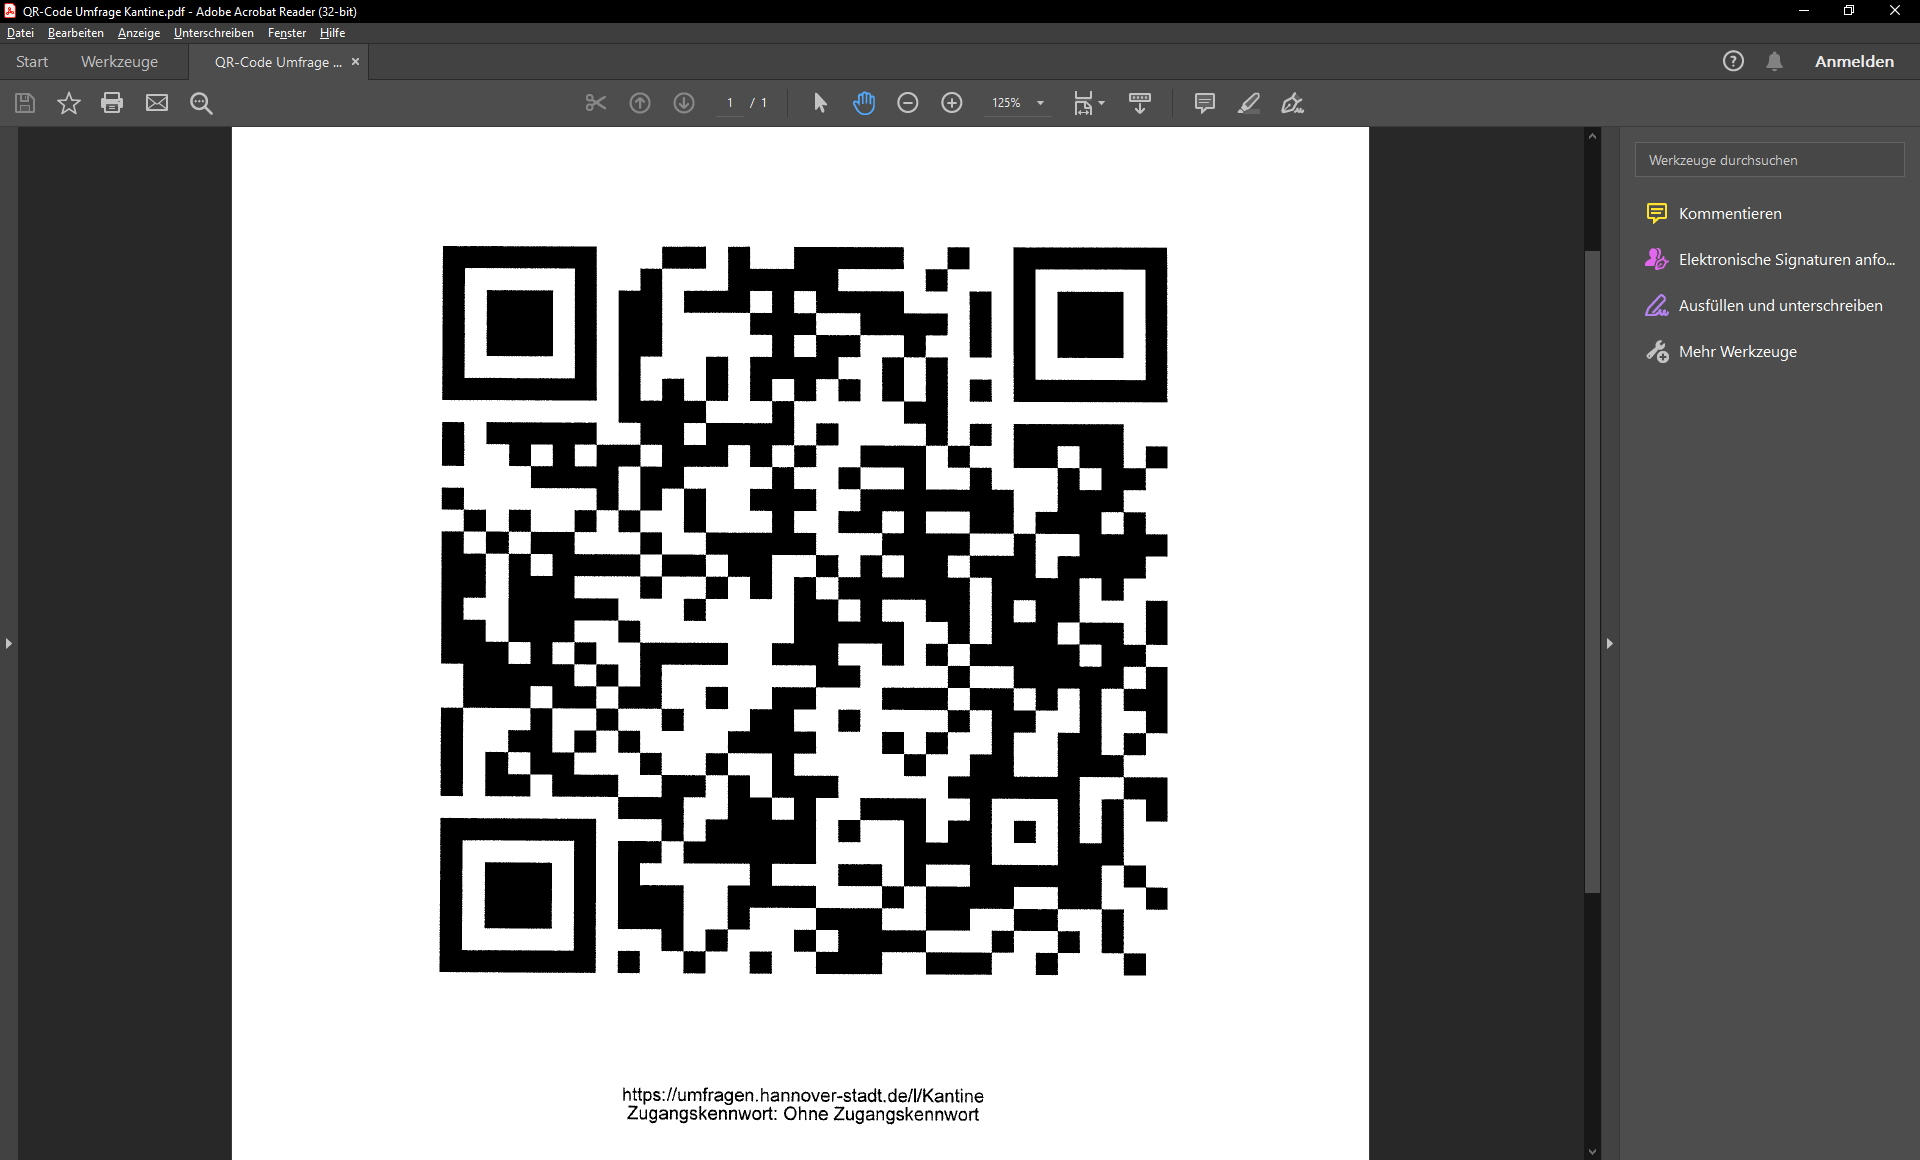 QR-Code Umfrage Kantine.pdf - Adobe Acrobat Reader (32-bit)
Datei Bearbeiten Anzeige Unterschreiben Fenster Hilfe
Start Werkzeuge QR-Code Umfrage ... × Anmelden
1 / 1 125%
Werkzeuge durchsuchen
Kommentieren
Elektronische Signaturen anfo...
Ausfüllen und unterschreiben
Mehr Werkzeuge
https://umfragen.hannover-stadt.de/l/Kantine
Zugangskennwort: Ohne Zugangskennwort